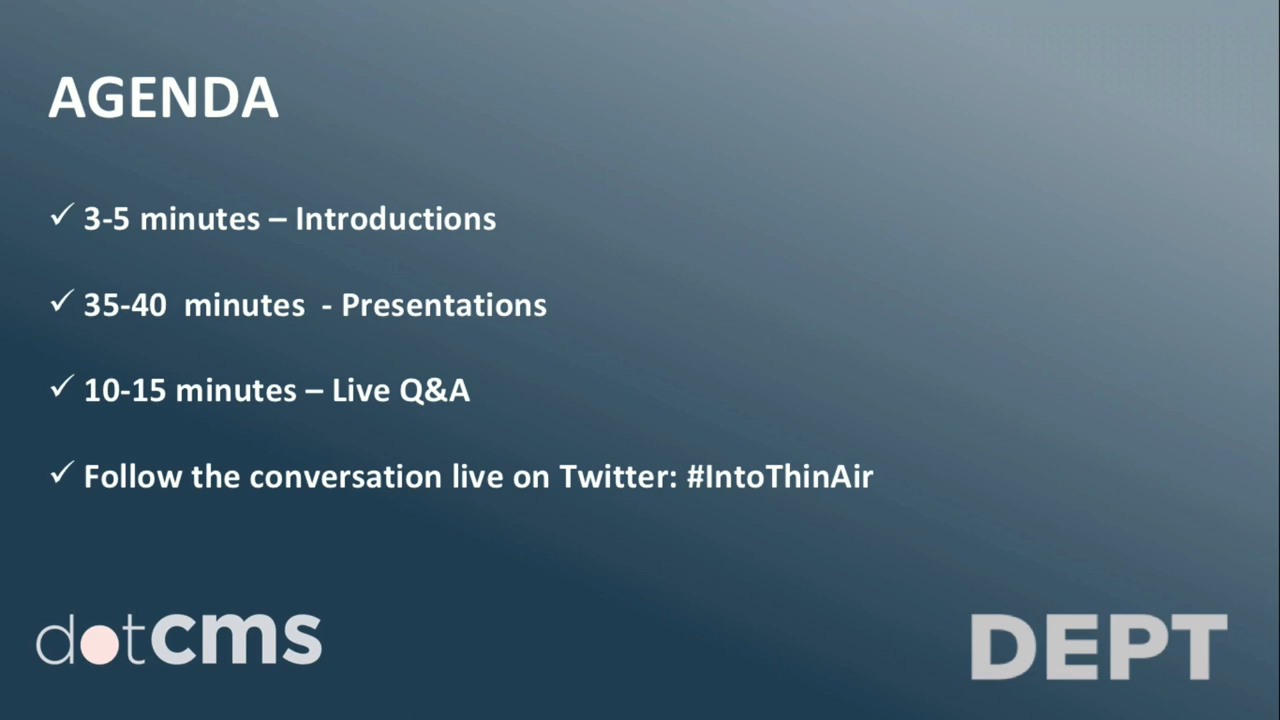 AGENDA
✓ 3-5 minutes – Introductions
✓ 35-40  minutes  - Presentations
✓ 10-15 minutes – Live Q&A
✓ Follow the conversation live on Twitter: #IntoThinAir
dotcms
DEPT